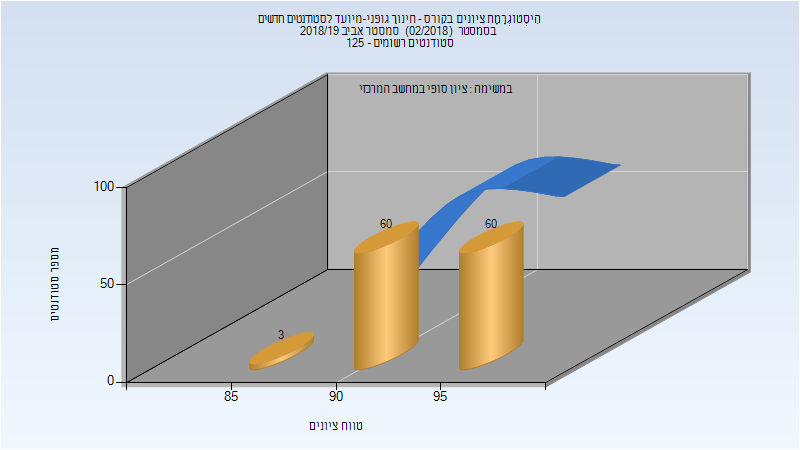 היסטוגרמת ציונים בקורס - חינוך גופני-מיועד לסטודנטים חדשים
בסמסטר (02/2018) סמסטר אביב 2018/19
סטודנטים רשומים - 125
במשימה : ציון סופי במחשב המרכזי
100
50
0
מספר סטודנטים
60
60
3
85
90
95
טווח ציונים